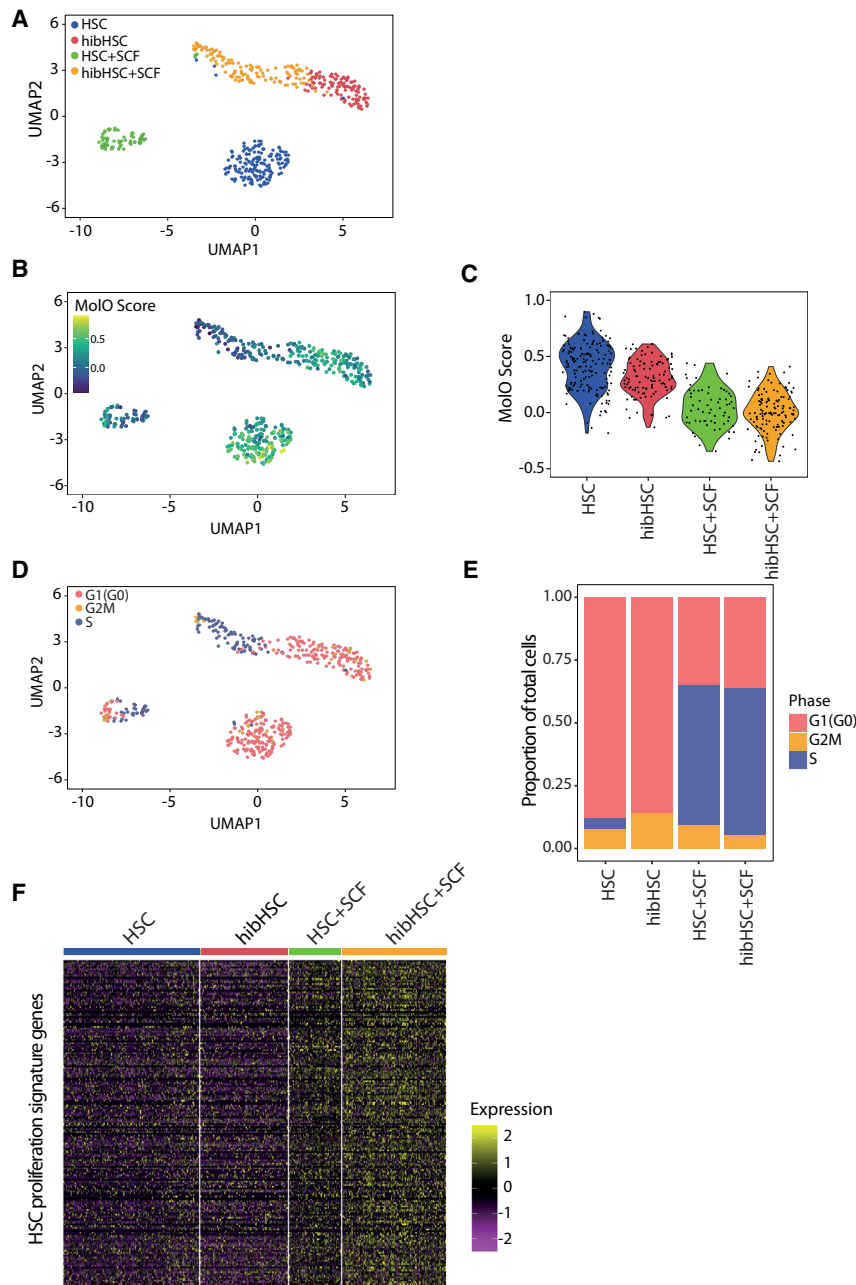 A
6
3
0
-3
-6
UMAP2
HSC
hibHSC
HSC+SCF
hibHSC+SCF
-10
-5
0
5
UMAP1
B
6
3
0
-3
-6
UMAP2
MolO Score
0.5
0.0
-10
-5
0
5
UMAP1
C
1.0
0.5
0.0
-0.5
MolO Score
HSC
hibHSC
HSC+SCF
hibHSC+SCF
D
6
3
0
-3
-6
UMAP2
G1(G0)
G2M
S
-10
-5
0
5
UMAP1
E
1.00
0.75
0.50
0.25
0.00
Proportion of total cells
HSC
hibHSC
HSC+SCF
hibHSC+SCF
Phase
G1(G0)
G2M
S
F
HSC
hibHSC
HSC+SCF
hibHSC+SCF
HSC proliferation signature genes
Expression
2
1
0
-1
-2